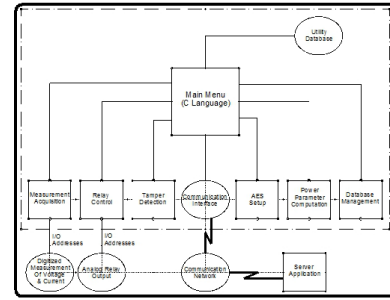 Utility
Database
Main Menu
(C Language)
Measurement
Acquisition
Relay
Control
Tamper
Detection
Communication
Interface
AES
Setup
Power
Parameter
Computation
Database
Management
I/O
Addresses
I/O
Addresses
Digitized
Measurement
Of Voltage
& Current
Analog Relay
Output
Communication
Network
Server
Application